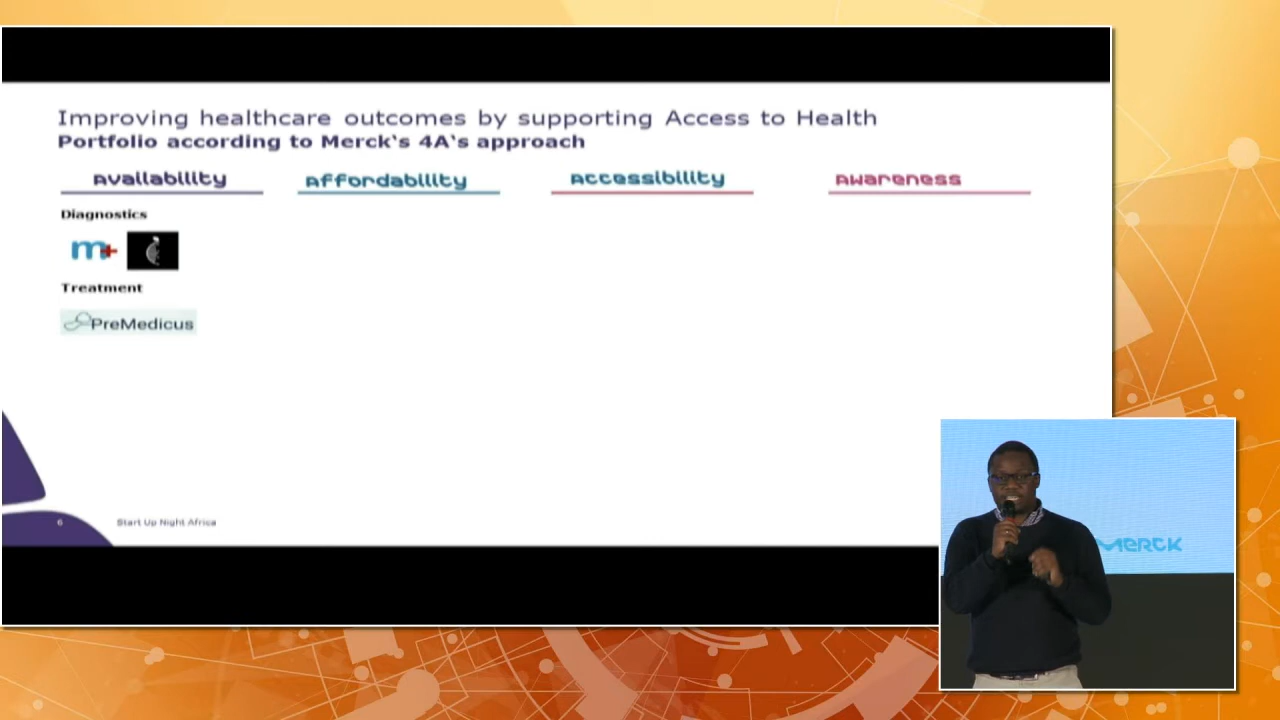 Improving healthcare outcomes by supporting Access to Health
Portfolio according to Merck's 4A's approach
Availability
Affordability
Accessibility
Awareness
Diagnostics
m+
Treatment
PreMedicus
6
Start Up Night Africa
MERCK